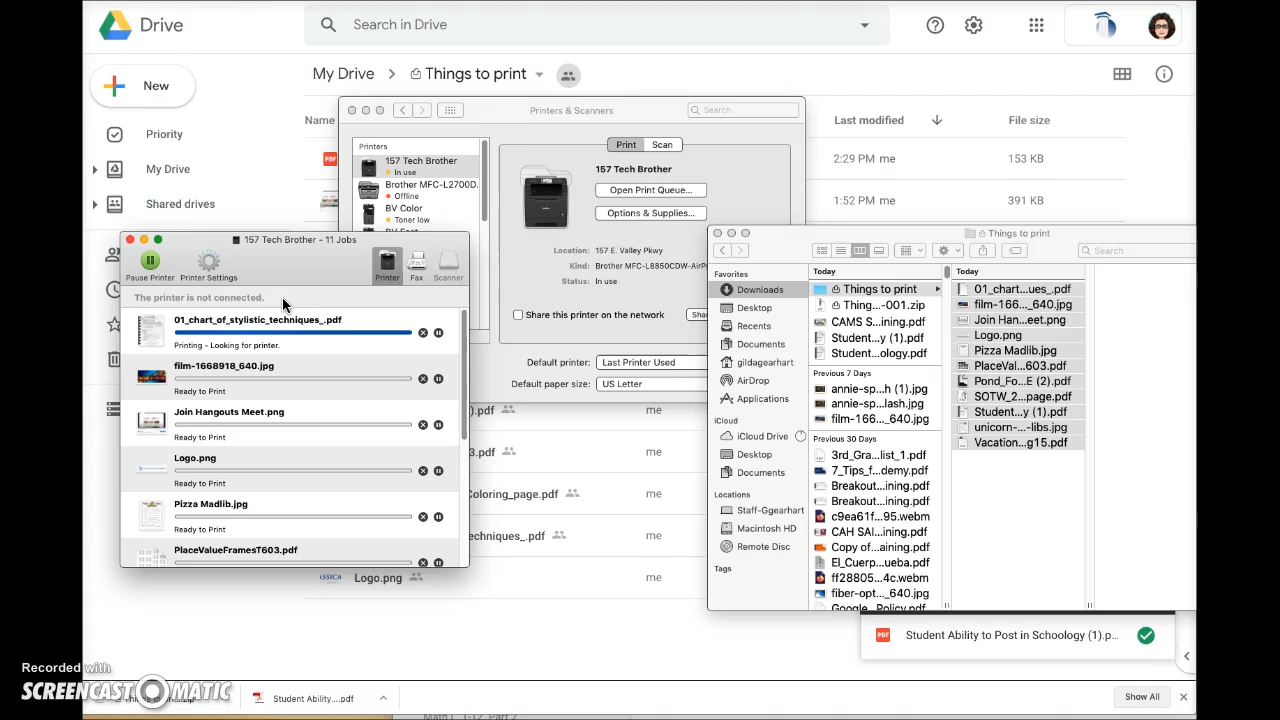 Drive
Search in Drive
New
My Drive
Things to print
Name
Last modified
File size
Priority
My Drive
Shared drives
2:29 PM me
153 KB
1:52 PM me
391 KB
Printers & Scanners
Search
Print
Scan
Printers
157 Tech Brother
In use
Brother MFC-L2700D.
Offline
BV Color
Toner low
157 Tech Brother
Open Print Queue...
Options & Supplies...
Location:
157 E. Valley Pkwy
Kind:
Brother MFC-L8850CDW-AirP
Status:
In use
Share this printer on the network
Default printer:
Last Printer Used
Default paper size:
US Letter
157 Tech Brother - 11 Jobs
Pause Printer
Printer Settings
Printer
Fax
Scanner
The printer is not connected.
01_chart_of_stylistic_techniques_.pdf
Printing - Looking for printer.
film-1668918_640.jpg
Ready to Print
Join Hangouts Meet.png
Ready to Print
Logo.png
Ready to Print
Pizza Madlib.jpg
Ready to Print
PlaceValueFramesT603.pdf
).pdf
me
3.pdf
me
Coloring_page.pdf
me
echniques_.pdf
me
Logo.png
me
Things to print
Search
Favorites
Downloads
Desktop
Recents
Documents
gildagearhart
AirDrop
Applications
iCloud
iCloud Drive
Desktop
Documents
Locations
Staff-Ggearhart
Macintosh HD
Remote Disc
Tags
Today
Things to print
Thing...-001.zip
CAMS S...ining.pdf
Student...y (1).pdf
Student...ology.pdf
Previous 7 Days
annie-sp...h (1).jpg
annie-sp...lash.jpg
film-166..._640.jpg
Previous 30 Days
3rd_Gra...list_1.pdf
7_Tips_f...demy.pdf
Breakout...ining.pdf
Breakout...ining.pdf
c9ea61f...95.webm
CAH SAI...ining.pdf
Copy of...aining.pdf
El_Cuerp...ueba.pdf
ff28805...4c.webm
fiber-opt..._640.jpg
Google...Policy.pdf
Today
01_chart...ues_.pdf
film-166..._640.jpg
Join Han...eet.png
Logo.png
Pizza Madlib.jpg
PlaceVal...603.pdf
Pond_Fo...E (2).pdf
SOTW_2...page.pdf
Student...y (1).pdf
unicorn-...-libs.jpg
Vacation...g15.pdf
PDF
Student Ability to Post in Schoology (1).p...
Recorded with
SCREENCAST-O-MATIC
Student Ability....pdf
Show All